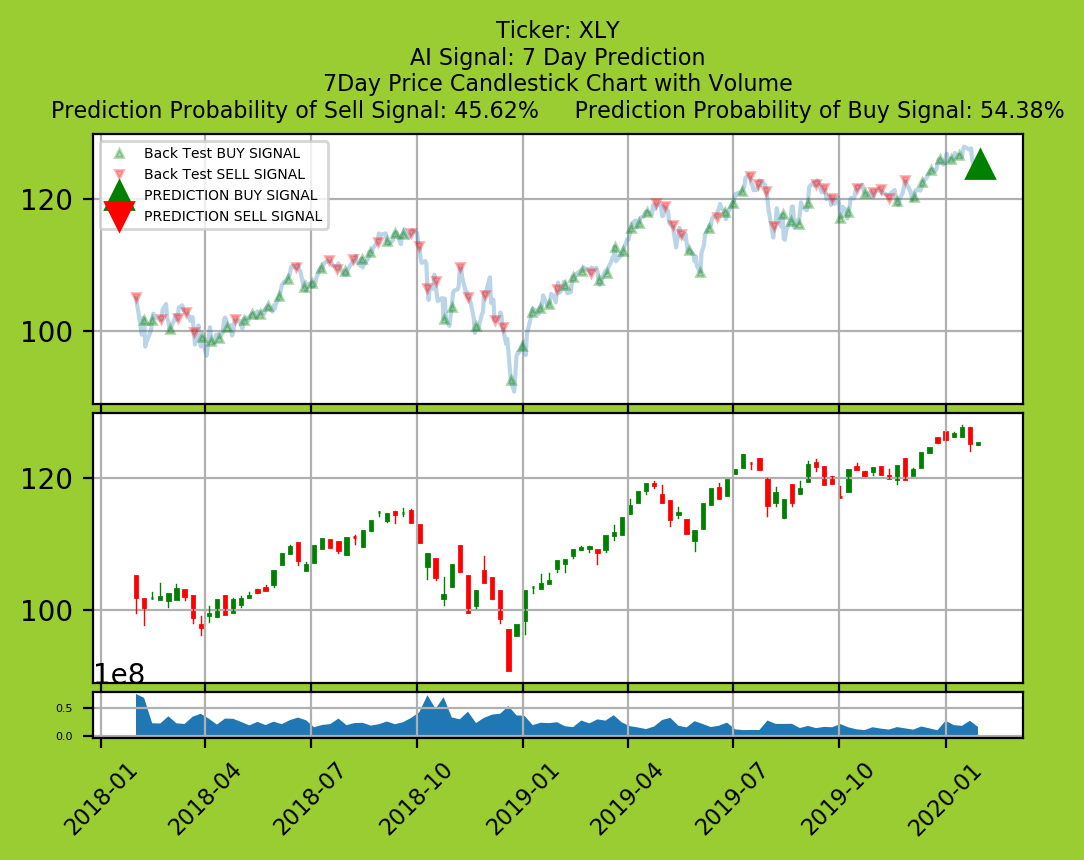 Ticker: XLY
AI Signal: 7 Day Prediction
7Day Price Candlestick Chart with Volume
Prediction Probability of Sell Signal: 45.62% Prediction Probability of Buy Signal: 54.38%
Back Test BUY SIGNAL
Back Test SELL SIGNAL
PREDICTION BUY SIGNAL
PREDICTION SELL SIGNAL
120
100
120
100
1e8
0.5
0.0
2018-01 2018-04 2018-07 2018-10 2019-01 2019-04 2019-07 2019-10 2020-01